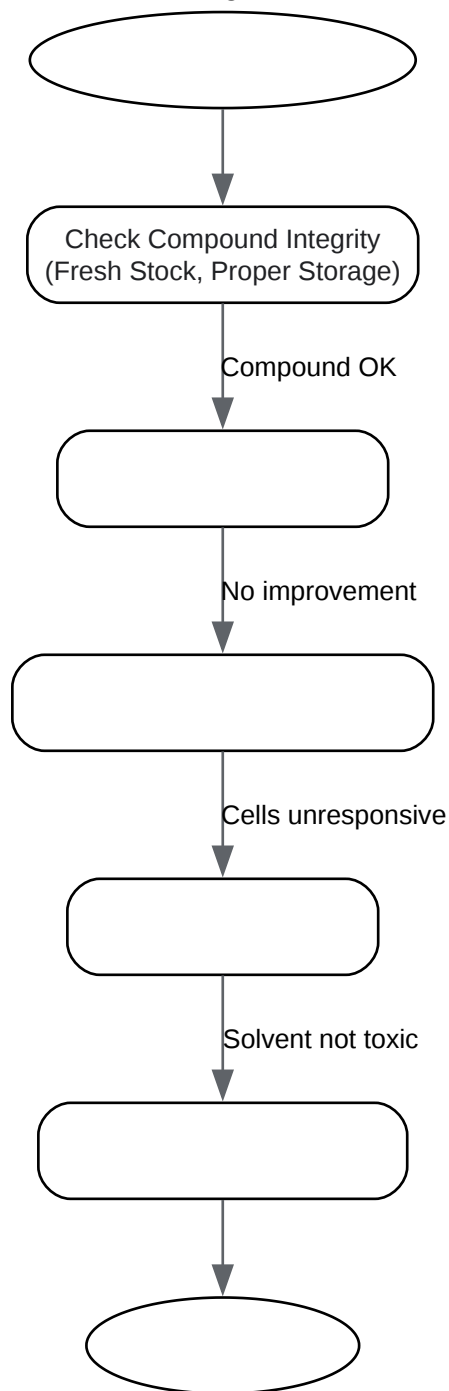 Check Compound Integrity
(Fresh Stock, Proper Storage)
Compound OK
No improvement
Cells unresponsive
Solvent not toxic